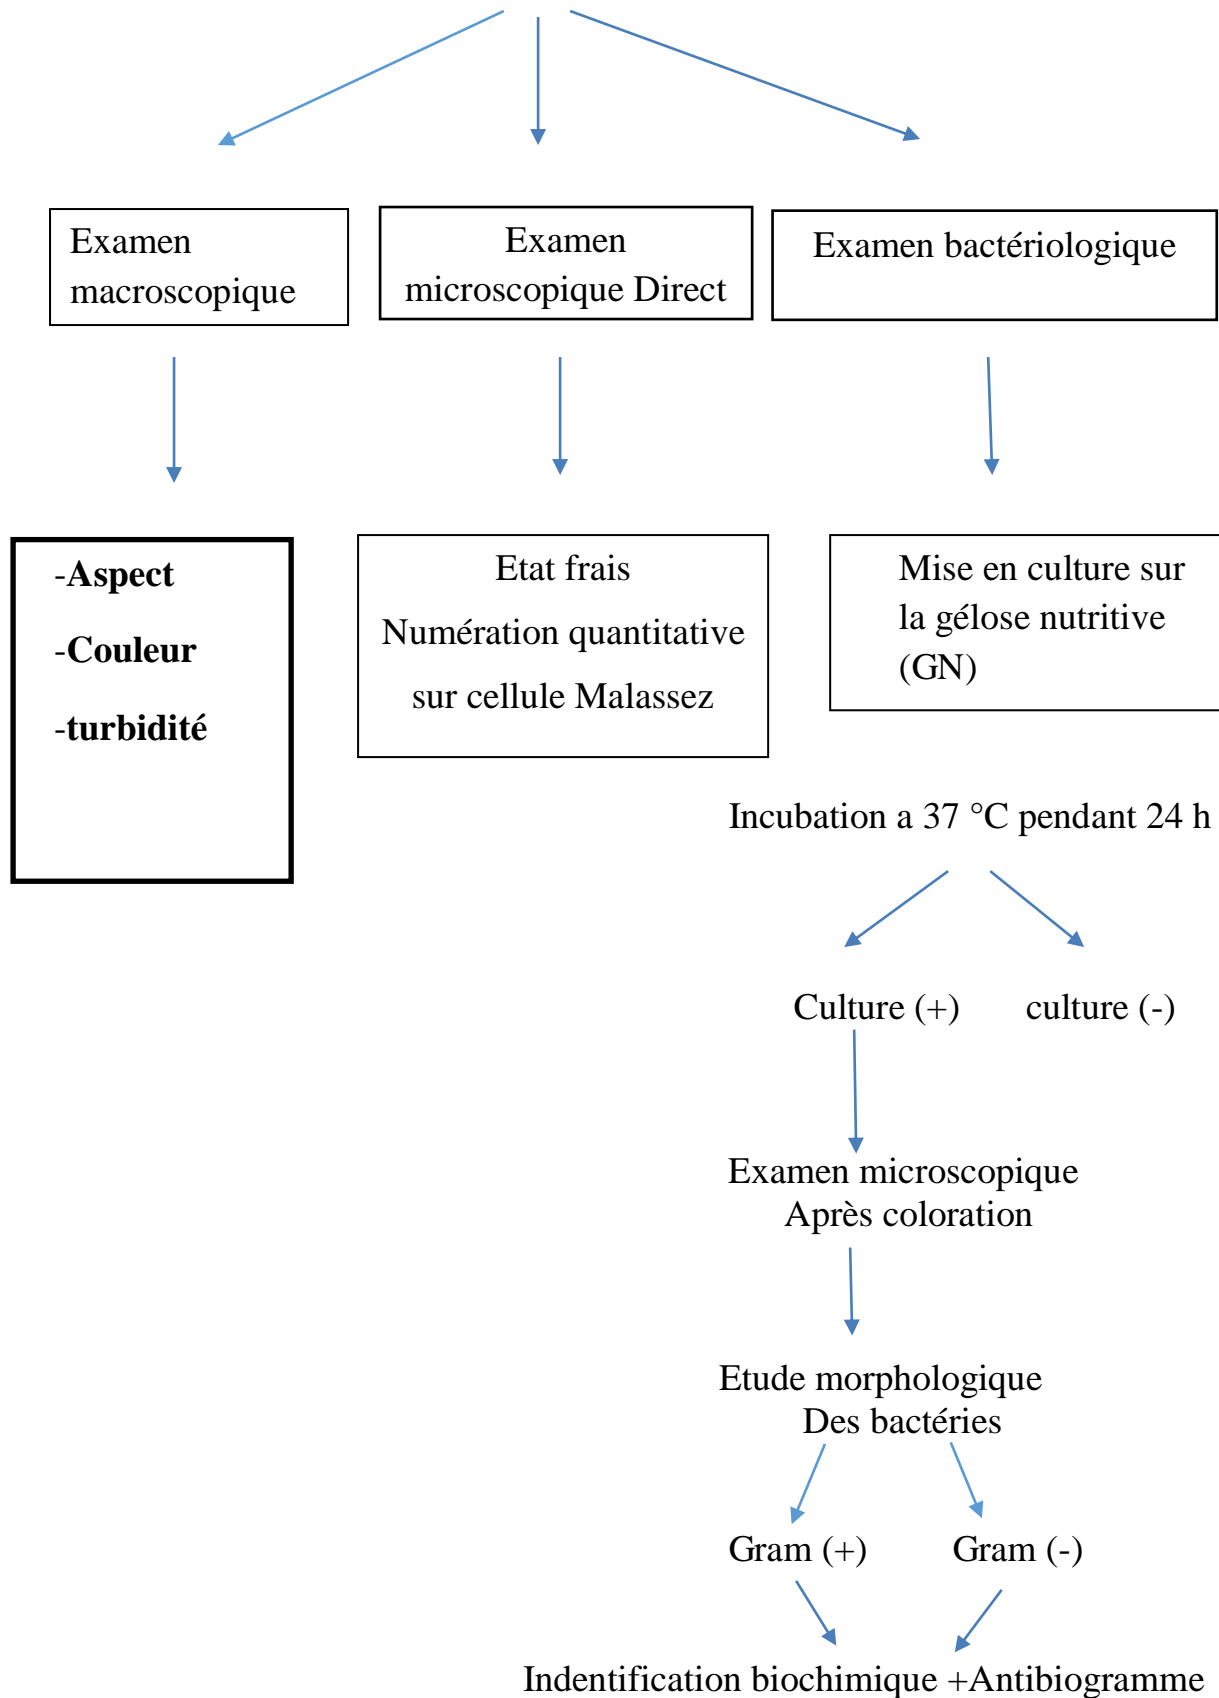 Examen
macroscopique
Examen
microscopique Direct
Examen bactériologique
-Aspect
-Couleur
-turbidité
Etat frais
Numération quantitative
sur cellule Malassez
Mise en culture sur
la gélose nutritive
(GN)
Incubation a 37 °C pendant 24 h
Culture (+) culture (-)
Examen microscopique
Après coloration
Etude morphologique
Des bactéries
Gram (+) Gram (-)
Indentification biochimique +Antibiogramme